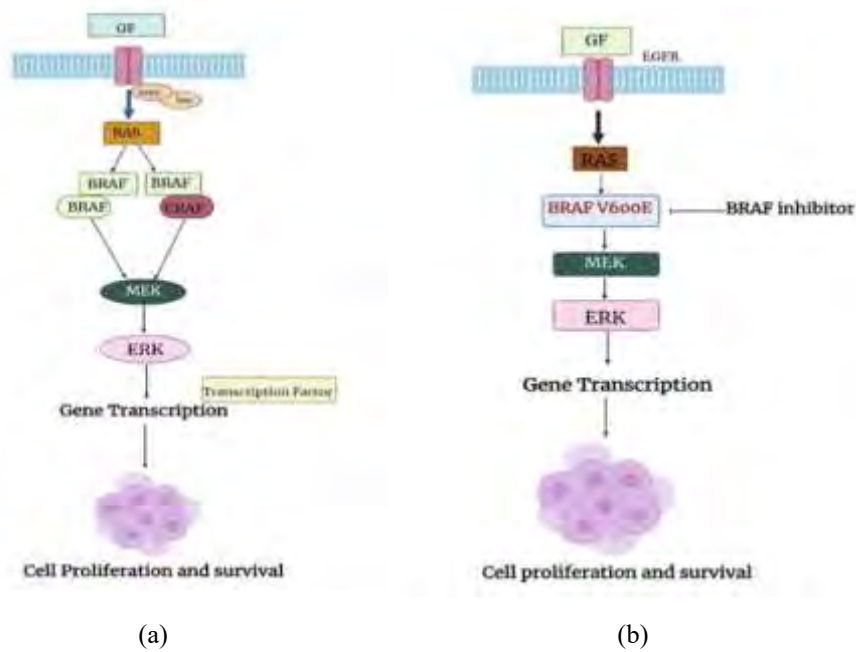 GF
RAS
BRAF BRAF
BRAF CRAF
MEK
ERK
Transcription Factor
Gene Transcription
Cell Proliferation and survival
(a)
GF
EGFR
RAS
BRAF V600E
BRAF inhibitor
MEK
ERK
Gene Transcription
Cell proliferation and survival
(b)